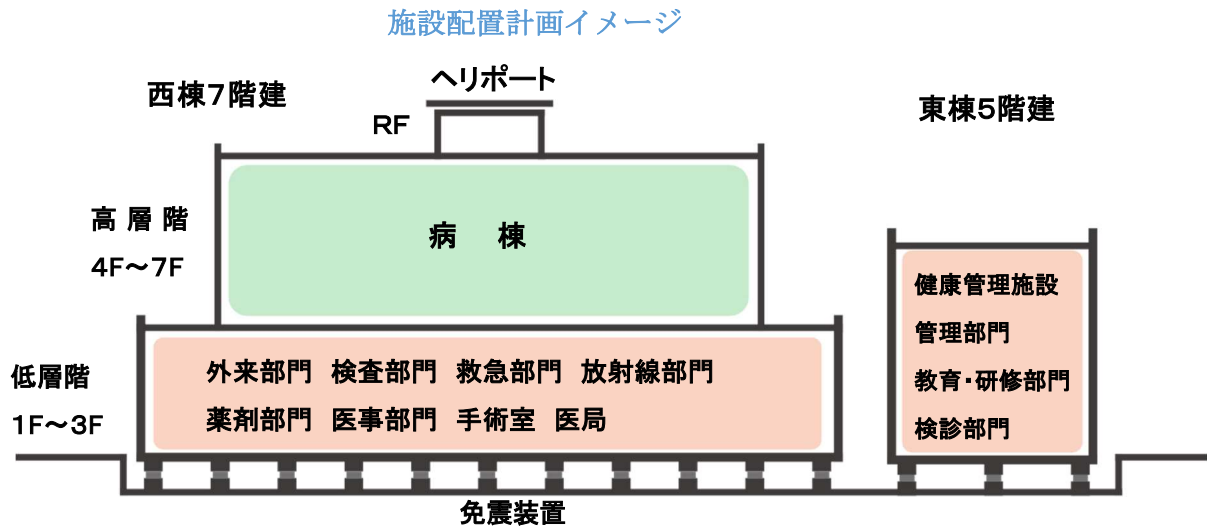 施設配置計画イメージ
ヘリポート
西棟7階建
東棟5階建
RF
高層階
4F～7F
病棟
健康管理施設
管理部門
教育・研修部門
検診部門
低層階
1F～3F
外来部門 検査部門 救急部門 放射線部門
薬剤部門 医事部門 手術室 医局
免震装置